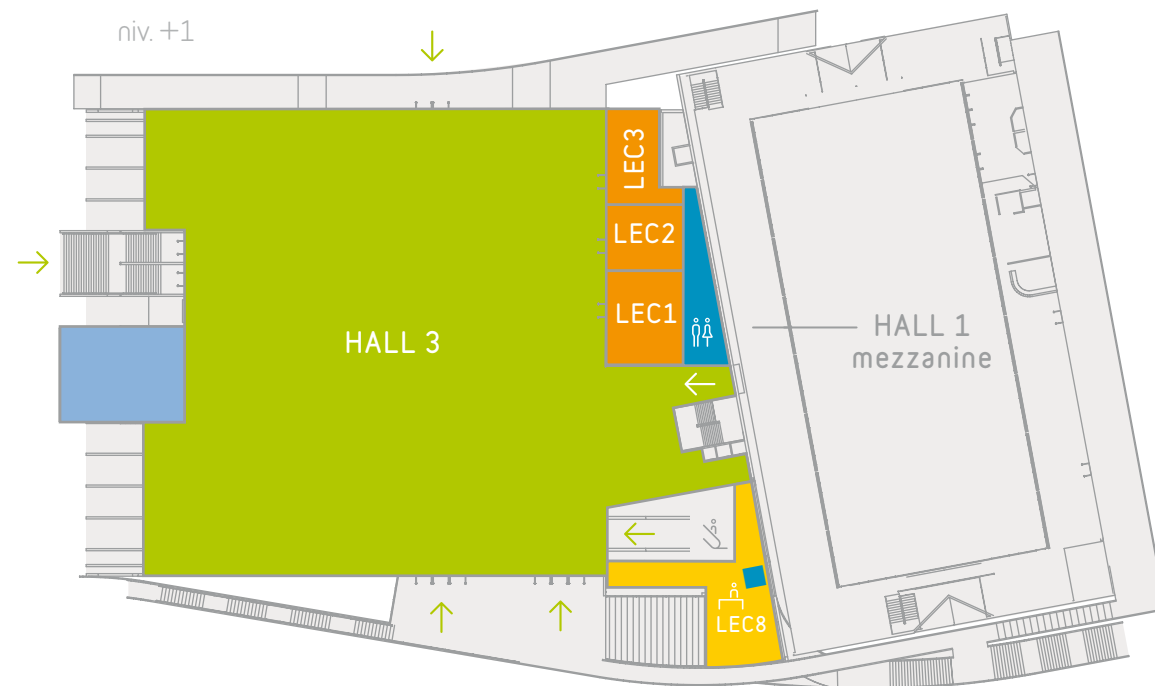 niv. +1
LEC3
LEC2
LEC1
HALL 3
HALL 1
mezzanine
LEC8